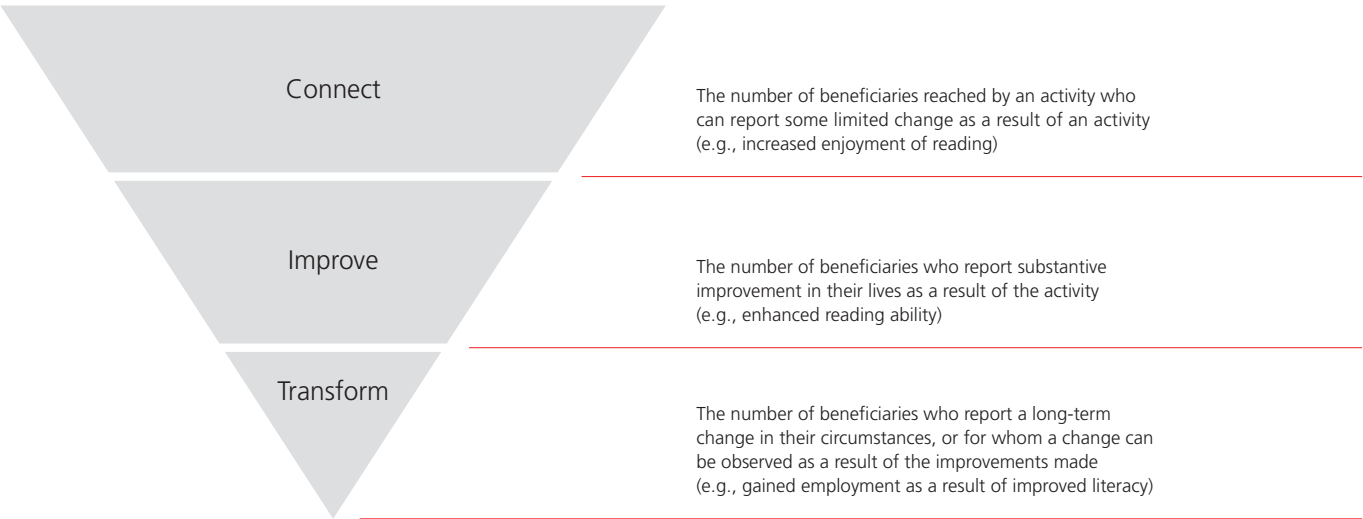 Connect
The number of beneficiaries reached by an activity who
can report some limited change as a result of an activity
(e.g., increased enjoyment of reading)
Improve
The number of beneficiaries who report substantive
improvement in their lives as a result of the activity
(e.g., enhanced reading ability)
Transform
The number of beneficiaries who report a long-term
change in their circumstances, or for whom a change can
be observed as a result of the improvements made
(e.g., gained employment as a result of improved literacy)